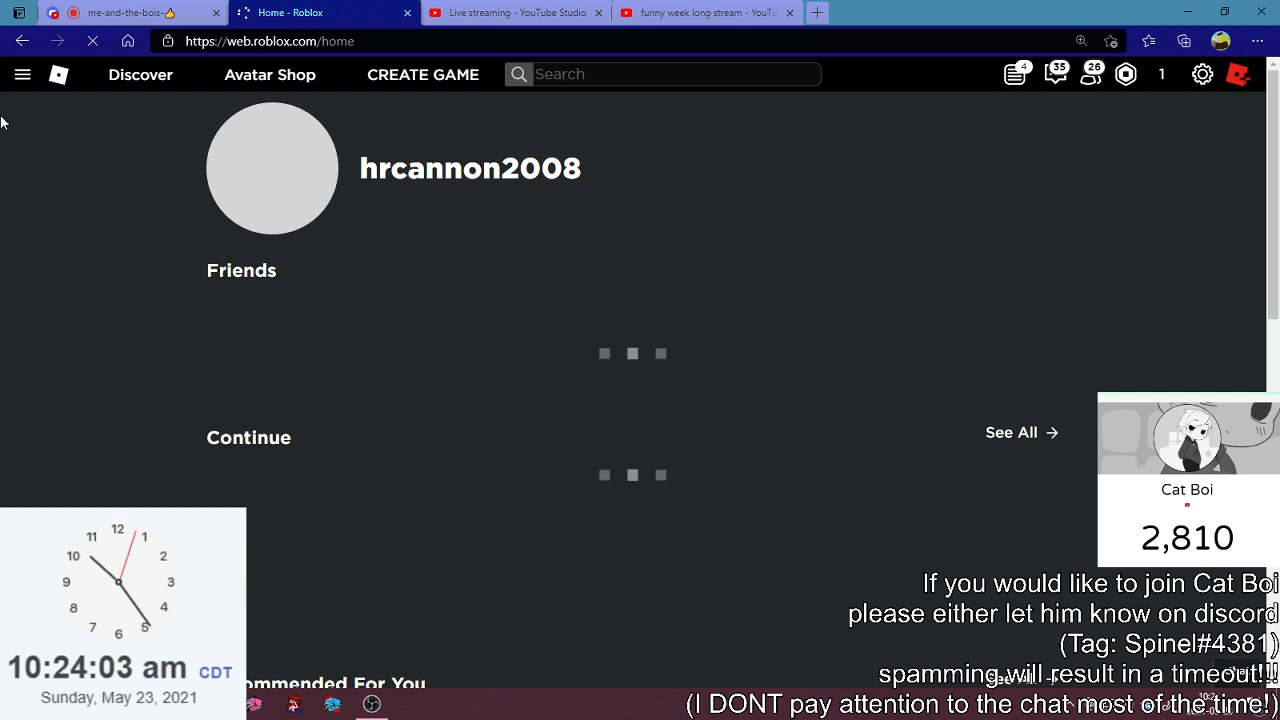 me-and-the-bois-👍
Home - Roblox
Live streaming - YouTube Studio
funny week long stream - YouTu
https://web.roblox.com/home
Discover
Avatar Shop
CREATE GAME
Search
4
35
26
1
hrcannon2008
Friends
Continue
See All →
Cat Boi
2,810
12
1
2
3
4
5
6
7
8
9
10
11
10:24:03 am CDT
Sunday, May 23, 2021
If you would like to join Cat Boi
please either let him know on discord
(Tag: Spinel#4381)
spamming will result in a timeout!!!
(I DONT pay attention to the chat most of the time!)
ommended For You